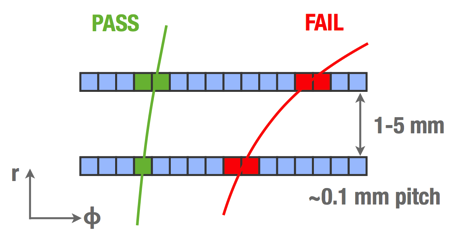 PASS
FAIL
1-5 mm
r
~0.1 mm pitch
ϕ